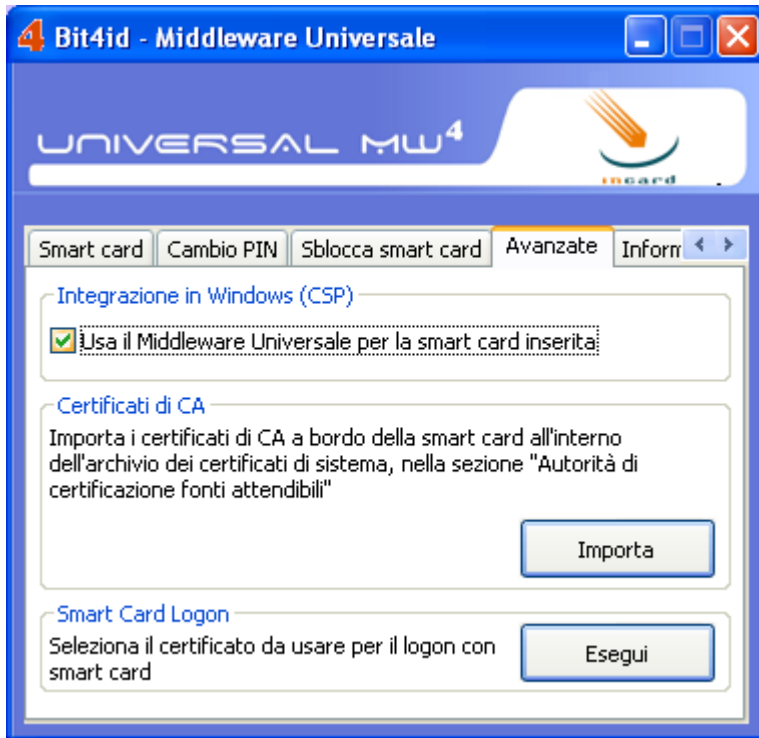 4 Bit4id - Middleware Universale
UNIVERSAL MW4
incard
Smart card
Cambio PIN
Sblocca smart card
Avanzate
Inform
Integrazione in Windows (CSP)
Usa il Middleware Universale per la smart card inserita
Certificati di CA
Importa i certificati di CA a bordo della smart card all'interno
dell'archivio dei certificati di sistema, nella sezione "Autorità di
certificazione fonti attendibili"
Importa
Smart Card Logon
Seleziona il certificato da usare per il logon con
smart card
Esegui